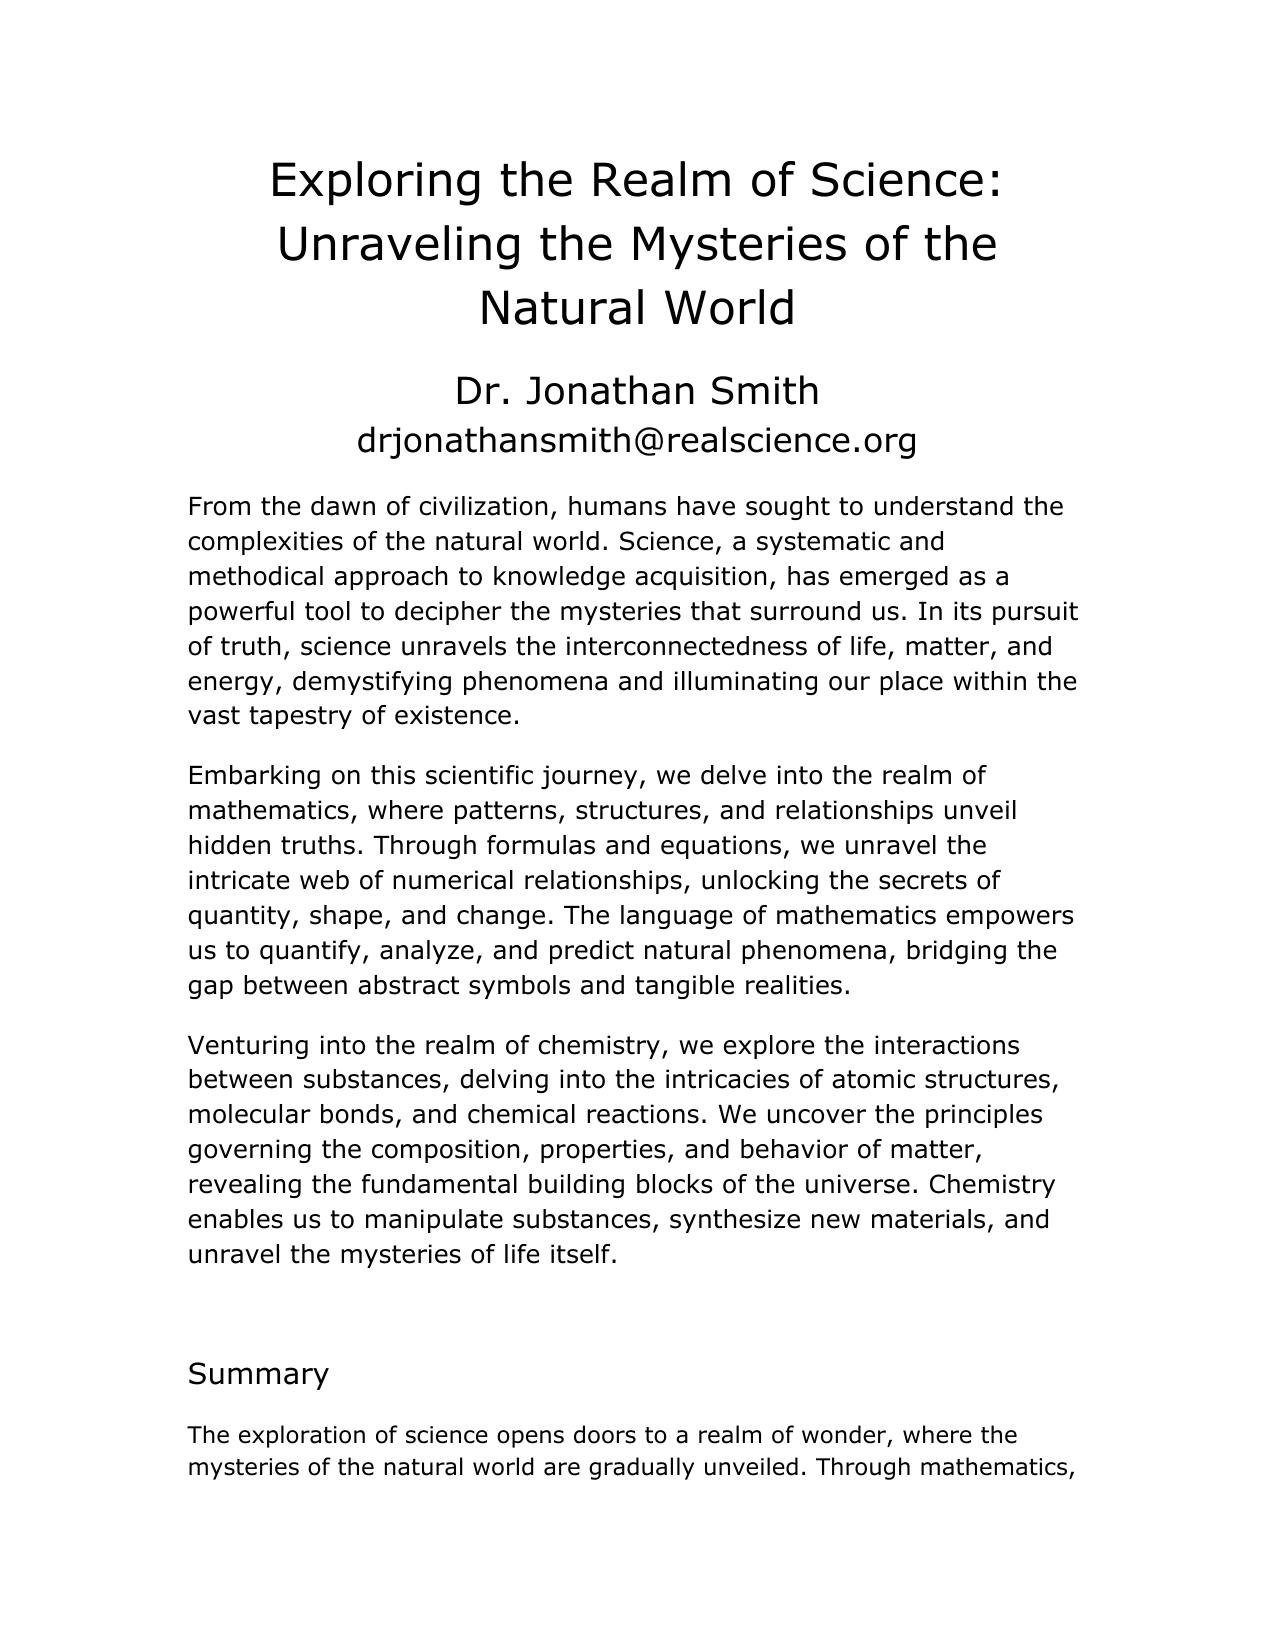 Exploring the Realm of Science:
Unraveling the Mysteries of the
Natural World
Dr. Jonathan Smith
drjonathansmith@realscience.org
From the dawn of civilization, humans have sought to understand the
complexities of the natural world. Science, a systematic and
methodical approach to knowledge acquisition, has emerged as a
powerful tool to decipher the mysteries that surround us. In its pursuit
of truth, science unravels the interconnectedness of life, matter, and
energy, demystifying phenomena and illuminating our place within the
vast tapestry of existence.
Embarking on this scientific journey, we delve into the realm of
mathematics, where patterns, structures, and relationships unveil
hidden truths. Through formulas and equations, we unravel the
intricate web of numerical relationships, unlocking the secrets of
quantity, shape, and change. The language of mathematics empowers
us to quantify, analyze, and predict natural phenomena, bridging the
gap between abstract symbols and tangible realities.
Venturing into the realm of chemistry, we explore the interactions
between substances, delving into the intricacies of atomic structures,
molecular bonds, and chemical reactions. We uncover the principles
governing the composition, properties, and behavior of matter,
revealing the fundamental building blocks of the universe. Chemistry
enables us to manipulate substances, synthesize new materials, and
unravel the mysteries of life itself.
Summary
The exploration of science opens doors to a realm of wonder, where the
mysteries of the natural world are gradually unveiled. Through mathematics,